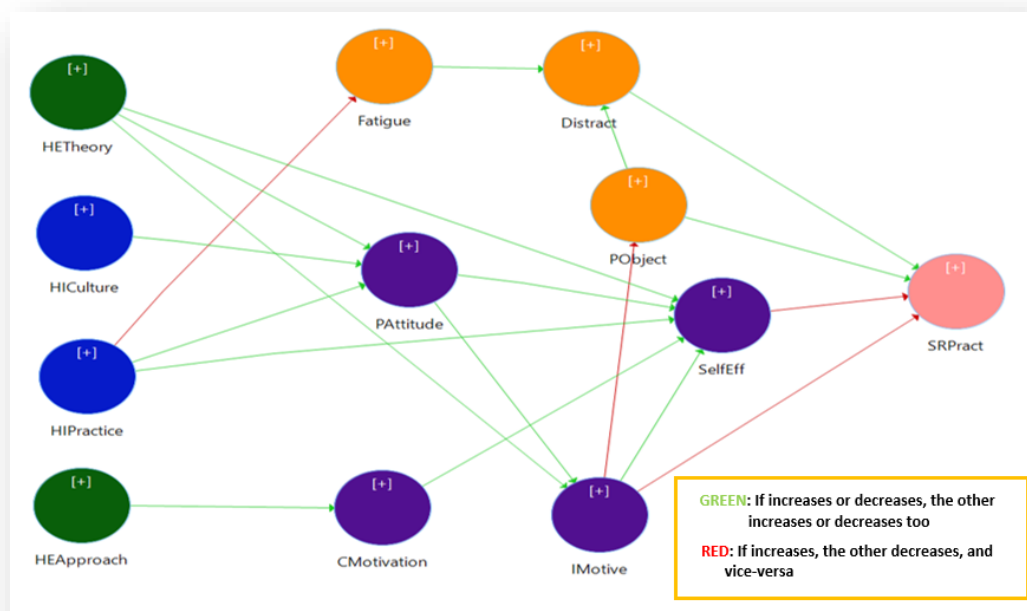 [+]
HETheory
[+]
Fatigue
[+]
Distract
[+]
HICulture
[+]
PAttitude
[+]
PObject
[+]
SelfEff
[+]
SRPract
[+]
HIPractice
[+]
HEApproach
[+]
CMotivation
[+]
IMotive
GREEN: If increases or decreases, the other
increases or decreases too
RED: If increases, the other decreases, and
vice-versa